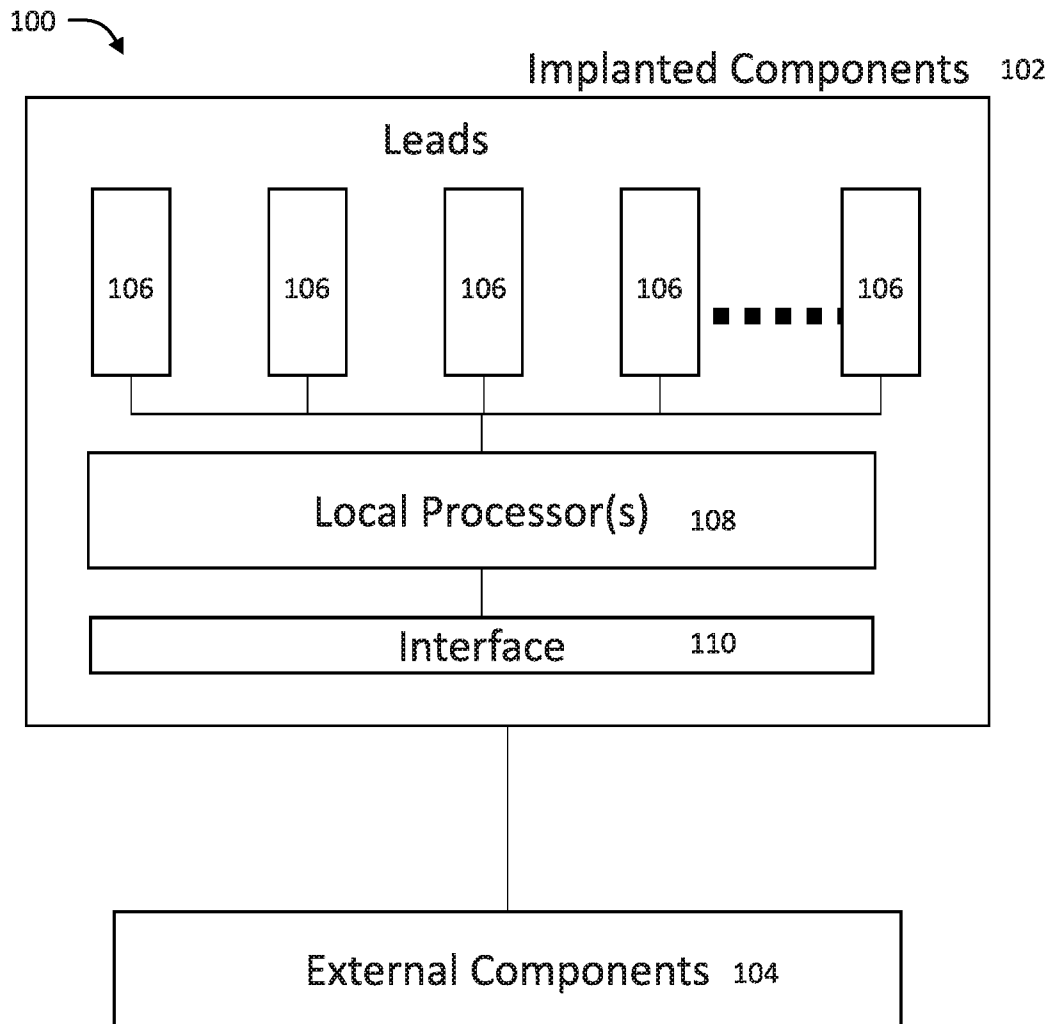 100
Implanted Components 102
Leads
106 106 106 106 106
Local Processor(s) 108
Interface 110
External Components 104